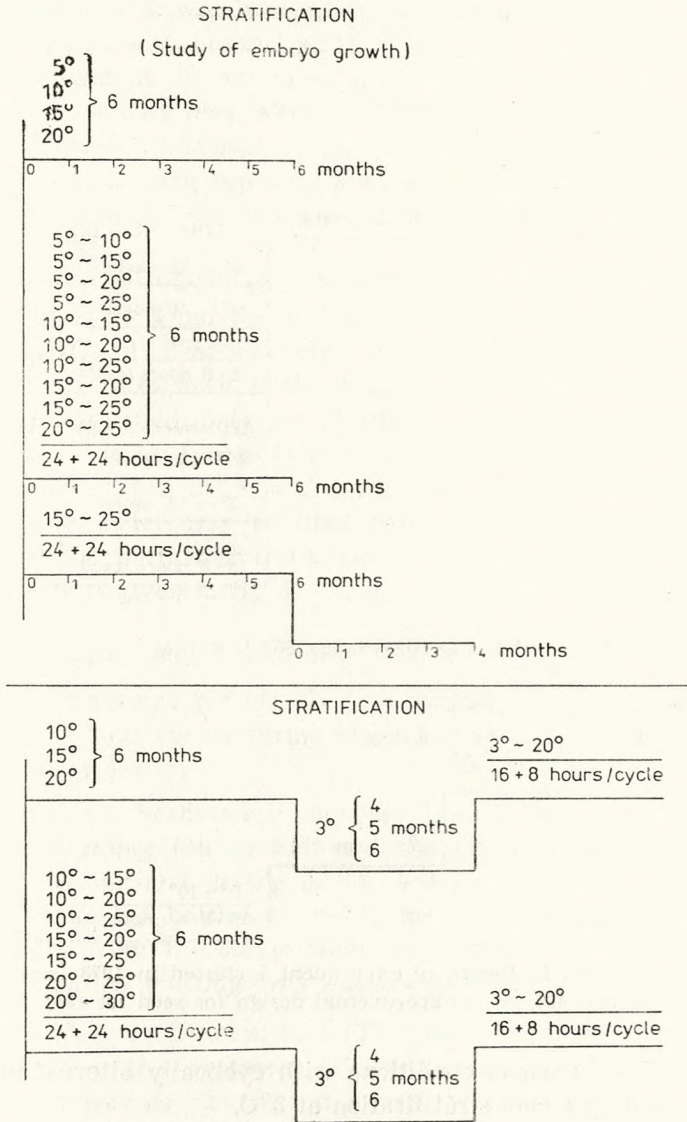 STRATIFICATION
(Study of embryo growth)
5°
10°
15°
20°
6 months
0 1 2 3 4 5 6 months
5° ~ 10°
5° ~ 15°
5° ~ 20°
5° ~ 25°
10° ~ 15°
10° ~ 20°
10° ~ 25°
15° ~ 20°
15° ~ 25°
20° ~ 25°
6 months
24 + 24 hours/cycle
0 1 2 3 4 5 6 months
15° ~ 25°
24 + 24 hours/cycle
0 1 2 3 4 5 6 months
0 1 2 3 4 months
STRATIFICATION
10°
15°
20°
6 months
3° ~ 20°
16 + 8 hours/cycle
3°
4
5 months
6
10° ~ 15°
10° ~ 20°
10° ~ 25°
15° ~ 20°
15° ~ 25°
20° ~ 25°
20° ~ 30°
6 months
24 + 24 hours/cycle
3° ~ 20°
16 + 8 hours/cycle
3°
4
5 months
6